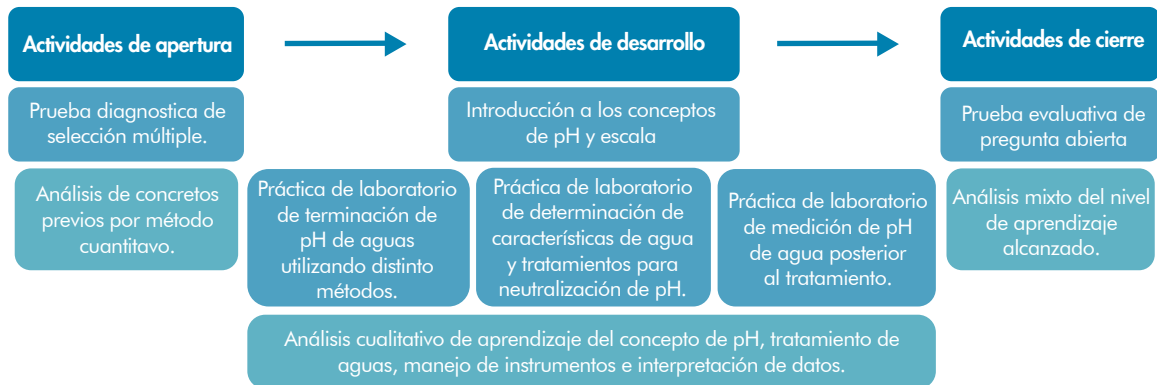 Actividades de apertura
Actividades de desarrollo
Actividades de cierre
Prueba diagnostica de
selección múltiple.
Introducción a los conceptos
de pH y escala
Prueba evaluativa de
pregunta abierta
Análisis de concretos
previos por método
cuantitavo.
Práctica de laboratorio
de terminación de
pH de aguas
utilizando distinto
métodos.
Práctica de laboratorio
de determinación de
características de agua
y tratamientos para
neutralización de pH.
Práctica de laboratorio
de medición de pH
de agua posterior
al tratamiento.
Análisis mixto del nivel
de aprendizaje
alcanzado.
Análisis cualitativo de aprendizaje del concepto de pH, tratamiento de
aguas, manejo de instrumentos e interpretación de datos.